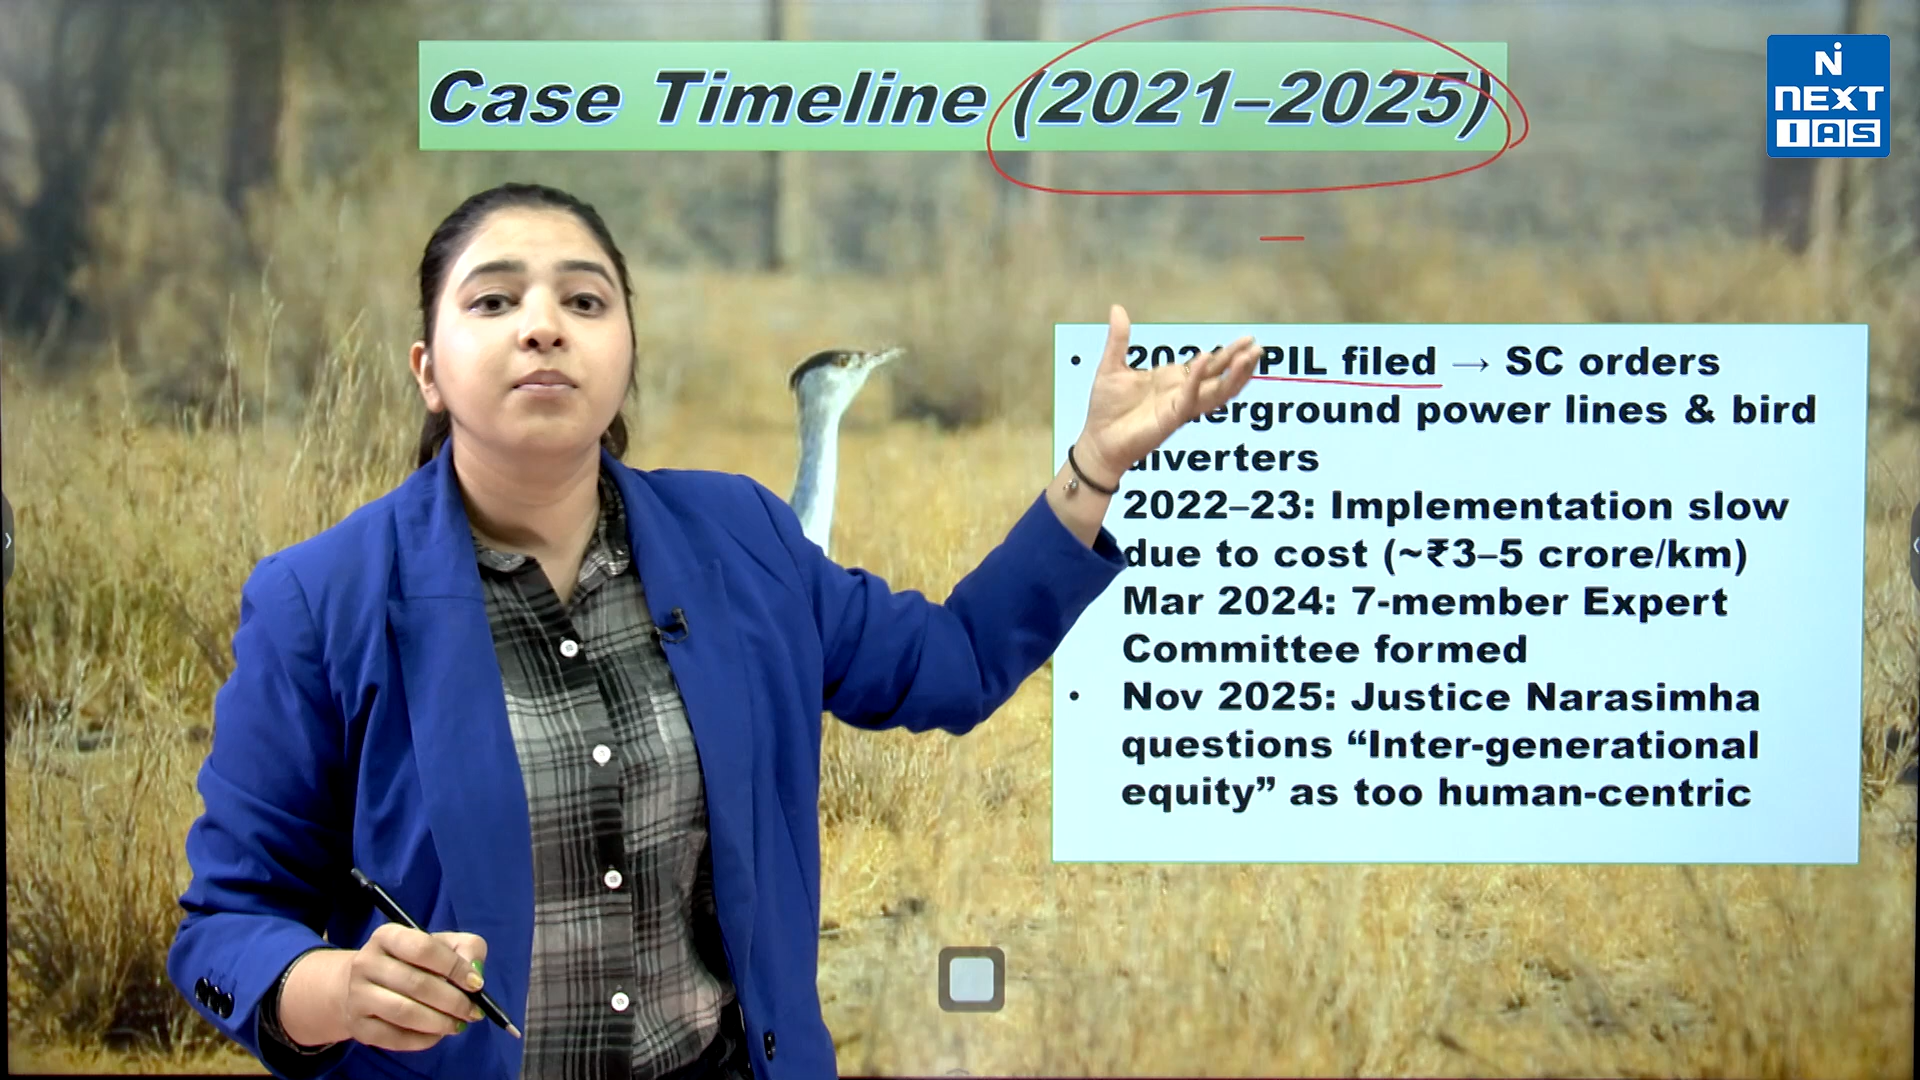 Case Timeline (2021–2025)
N
NEXT
IAS
• PIL filed → SC orders
power lines & bird
diverters
2022–23: Implementation slow
due to cost (~₹3–5 crore/km)
Mar 2024: 7-member Expert
Committee formed
• Nov 2025: Justice Narasimha
questions “Inter-generational
equity” as too human-centric